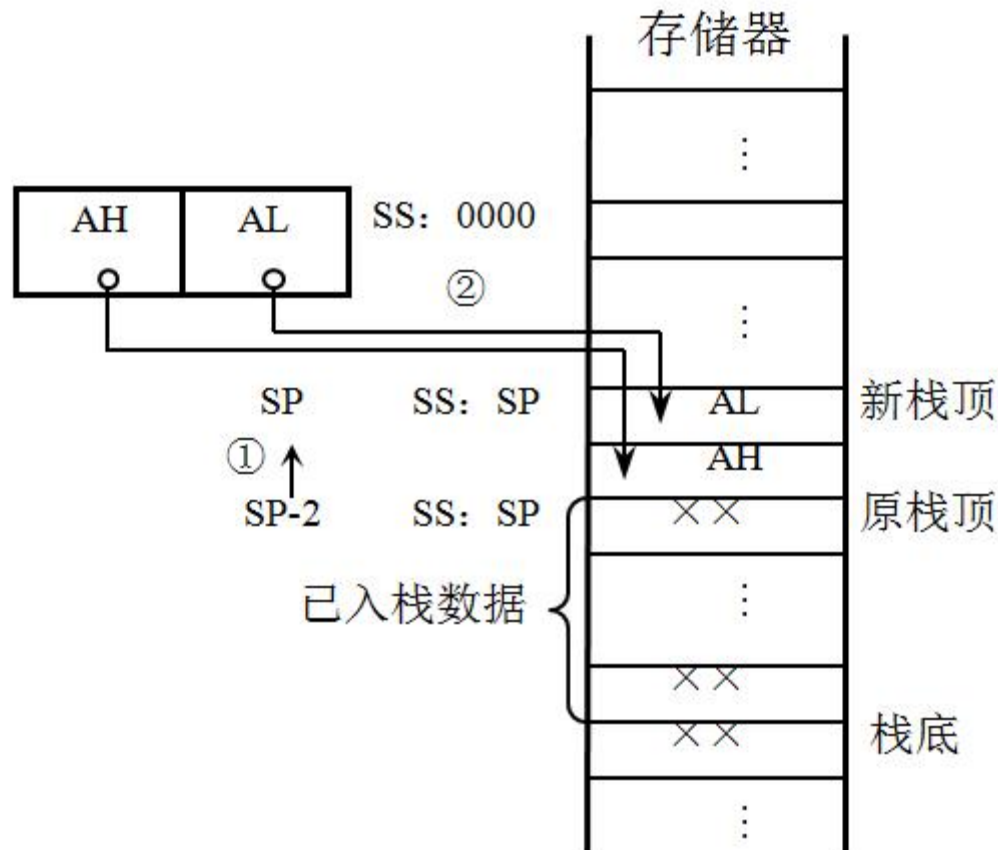 存储器
⋮
AH AL SS：0000
②
⋮
SP SS：SP AL 新栈顶
① AH
SP-2 SS：SP ×× 原栈顶
已入栈数据 ⋮
××
×× 栈底
⋮